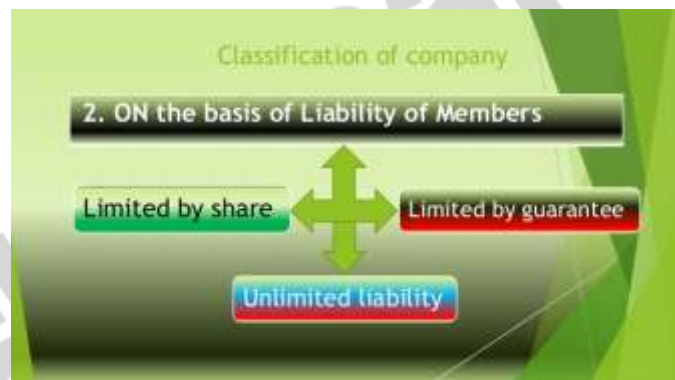 Classification of company
2. ON the basis of Liability of Members
Limited by share
Limited by guarantee
Unlimited liability